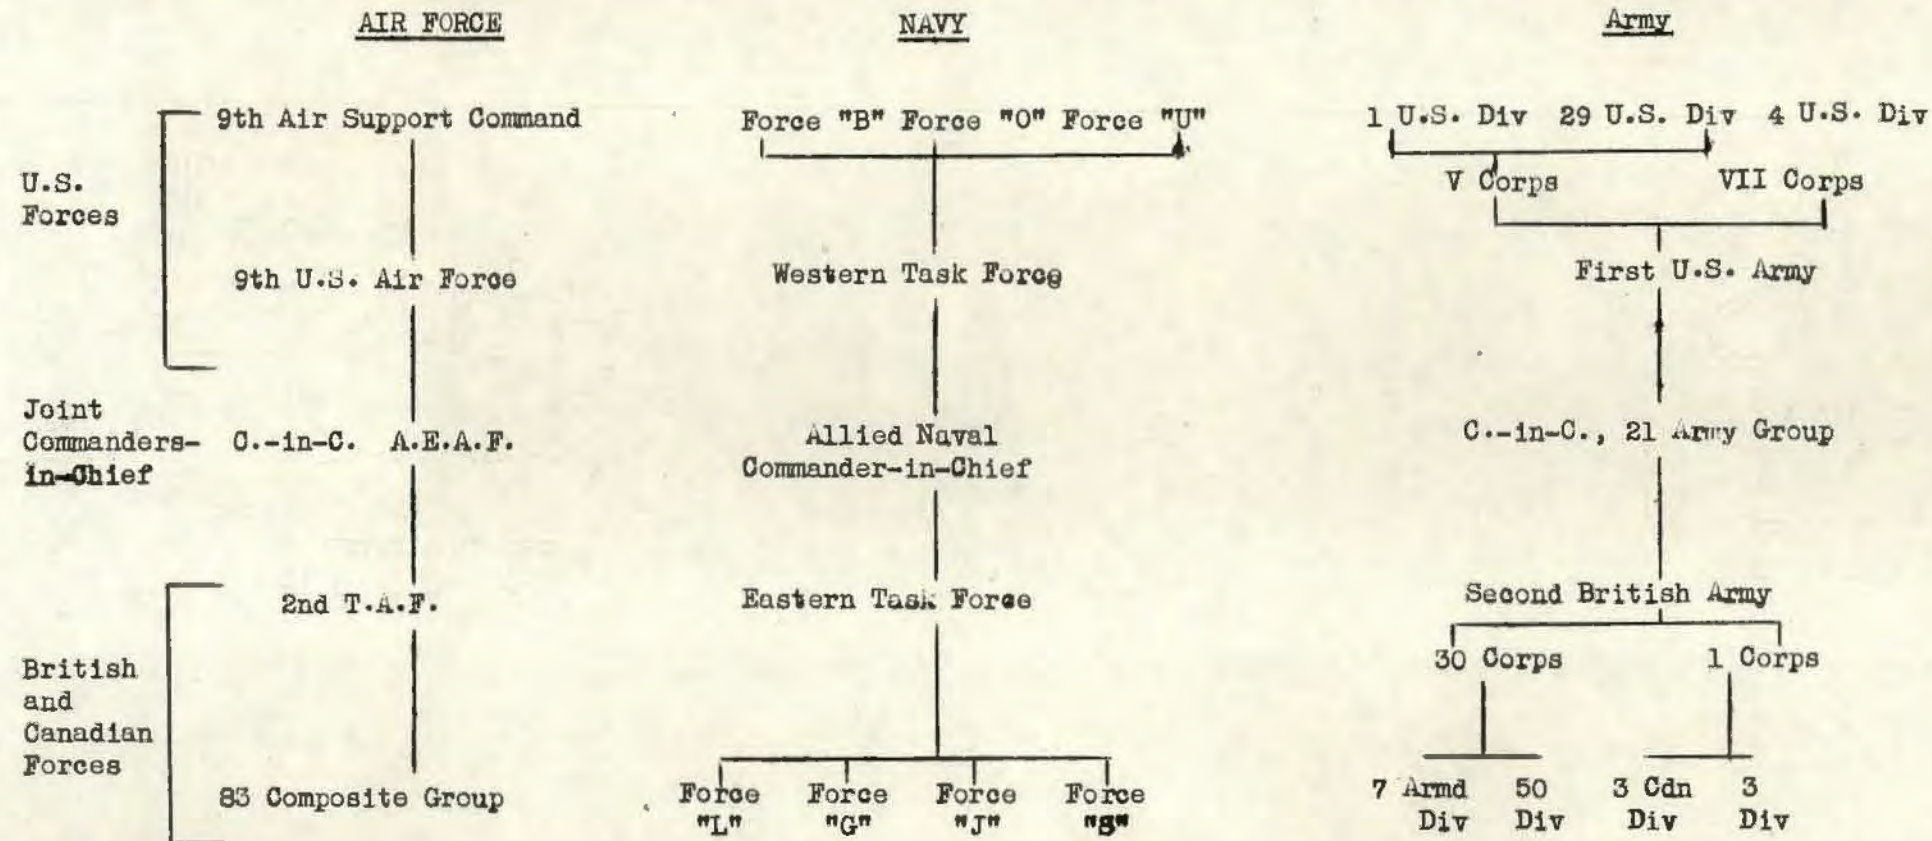 AIR FORCE NAVY Army
9th Air Support Command Force "B" Force "O" Force "U" 1 U.S. Div 29 U.S. Div 4 U.S. Div
U.S.
Forces
V Corps VII Corps
9th U.S. Air Force Western Task Force First U.S. Army
Joint
Commanders-
in-Chief
C.-in-C. A.E.A.F.
Allied Naval
Commander-in-Chief
C.-in-C., 21 Army Group
2nd T.A.F. Eastern Task Force Second British Army
British
and
Canadian
Forces
30 Corps 1 Corps
83 Composite Group
Force "L"
Force "G"
Force "J"
Force "S"
7 Armd Div
50 Div
3 Cdn Div
3 Div